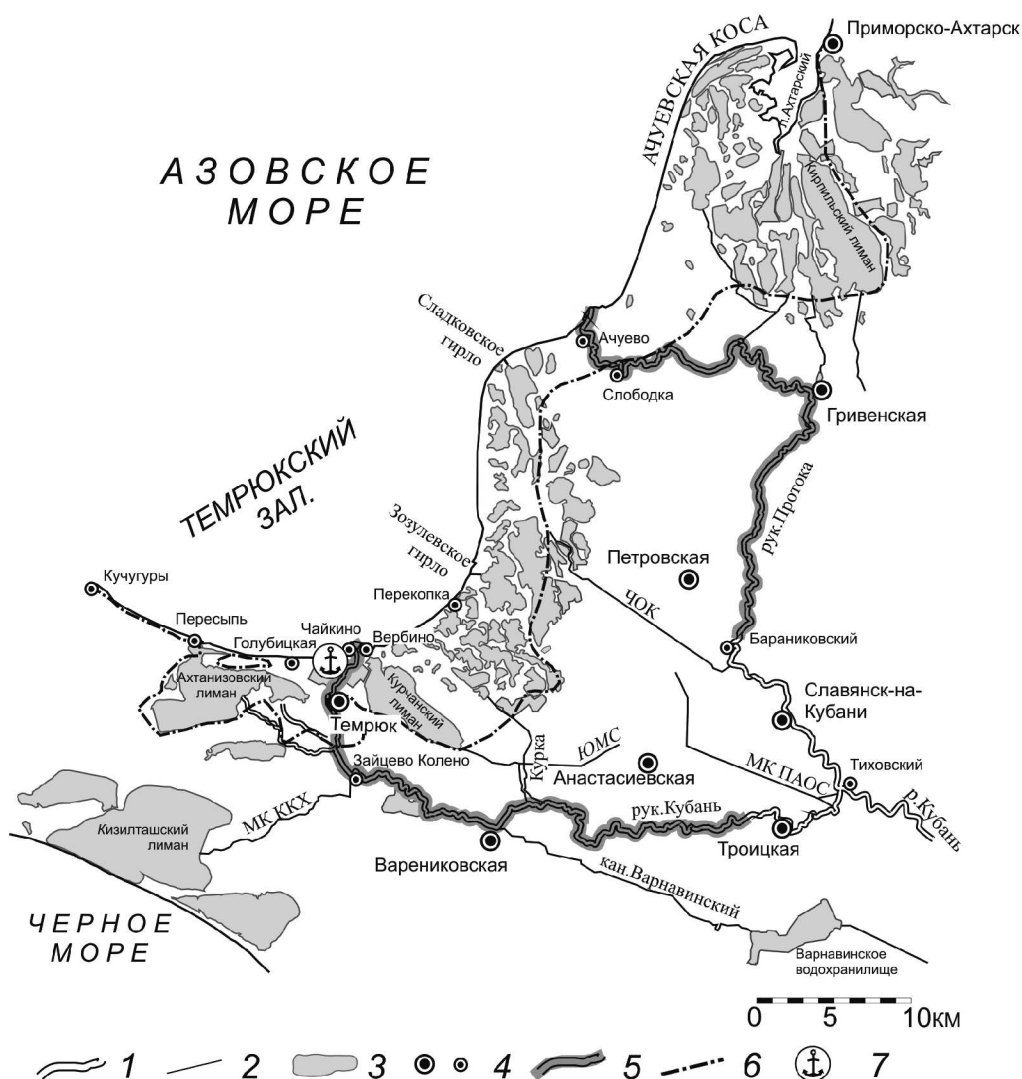 Приморско-Ахтарск
АЧУЕВСКАЯ КОСА
л.Ахтарский
АЗОВСКОЕ
МОРЕ
Кирпильский лиман
Сладковское
гирло
Ачуево
Слободка
Гривенская
ТЕМРЮКСКИЙ
ЗАЛ.
рук.Протока
Зозулевское
гирло
Петровская
Кучугуры
ЧОК
Перекопка
Пересыпь
Чайкино
Вербино
Голубицкая
Бараниковский
Ахтанизовский
лиман
Курчанский
лиман
Славянск-на-
Кубани
Темрюк
Курка
ЮМС
Анастасиевская
МК ПАОС
Тиховский
Зайцево Колено
р.Кубань
рук.Кубань
МК ККХ
Кизилташский
лиман
Троицкая
Варениковская
кан.Варнавинский
ЧЕРНОЕ
МОРЕ
Варнавинское
водохранилище
0 5 10км
1 2 3 4 5 6 7